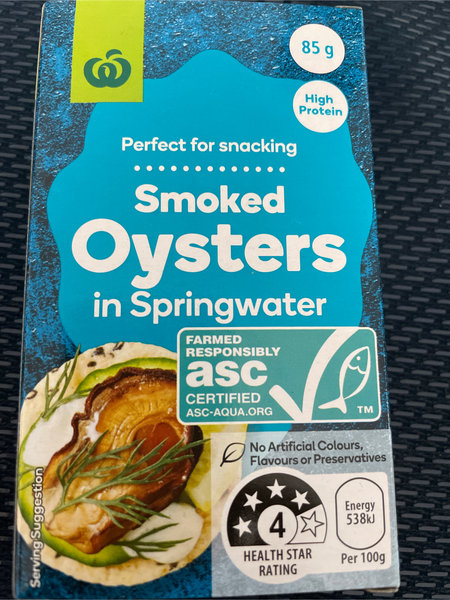 85 g
High
Protein
Perfect for snacking
Smoked
Oysters
in Springwater
FARMED
RESPONSIBLY
asc
CERTIFIED
ASC-AQUA.ORG
TM
No Artificial Colours,
Flavours or Preservatives
4
HEALTH STAR
RATING
Energy
538kJ
Per 100g
Serving Suggestion